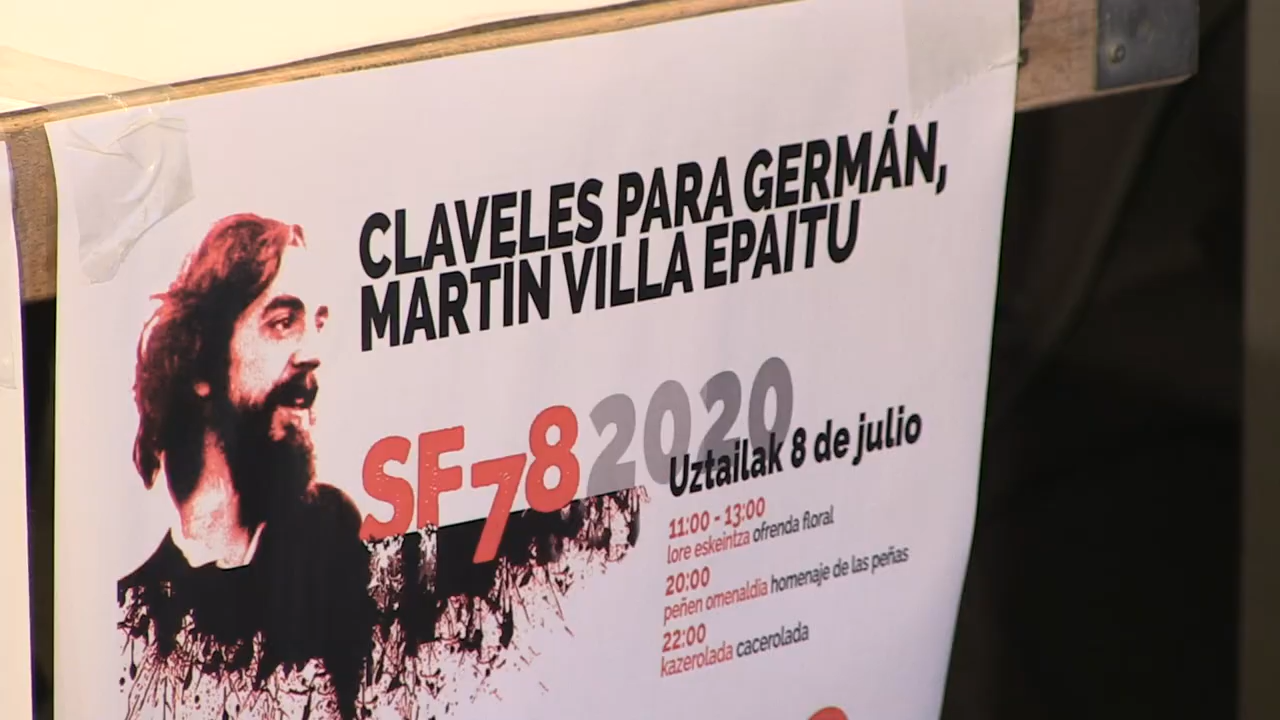 CLAVELES PARA GERMÁN,
MARTÍN VILLA EPAITU
SF78 2020
Uztailak 8 de julio
11:00 - 13:00
lore eskeintza ofrenda floral
20:00
peñen omenaldia homenaje de las peñas
22:00
kazerolada cacerolada